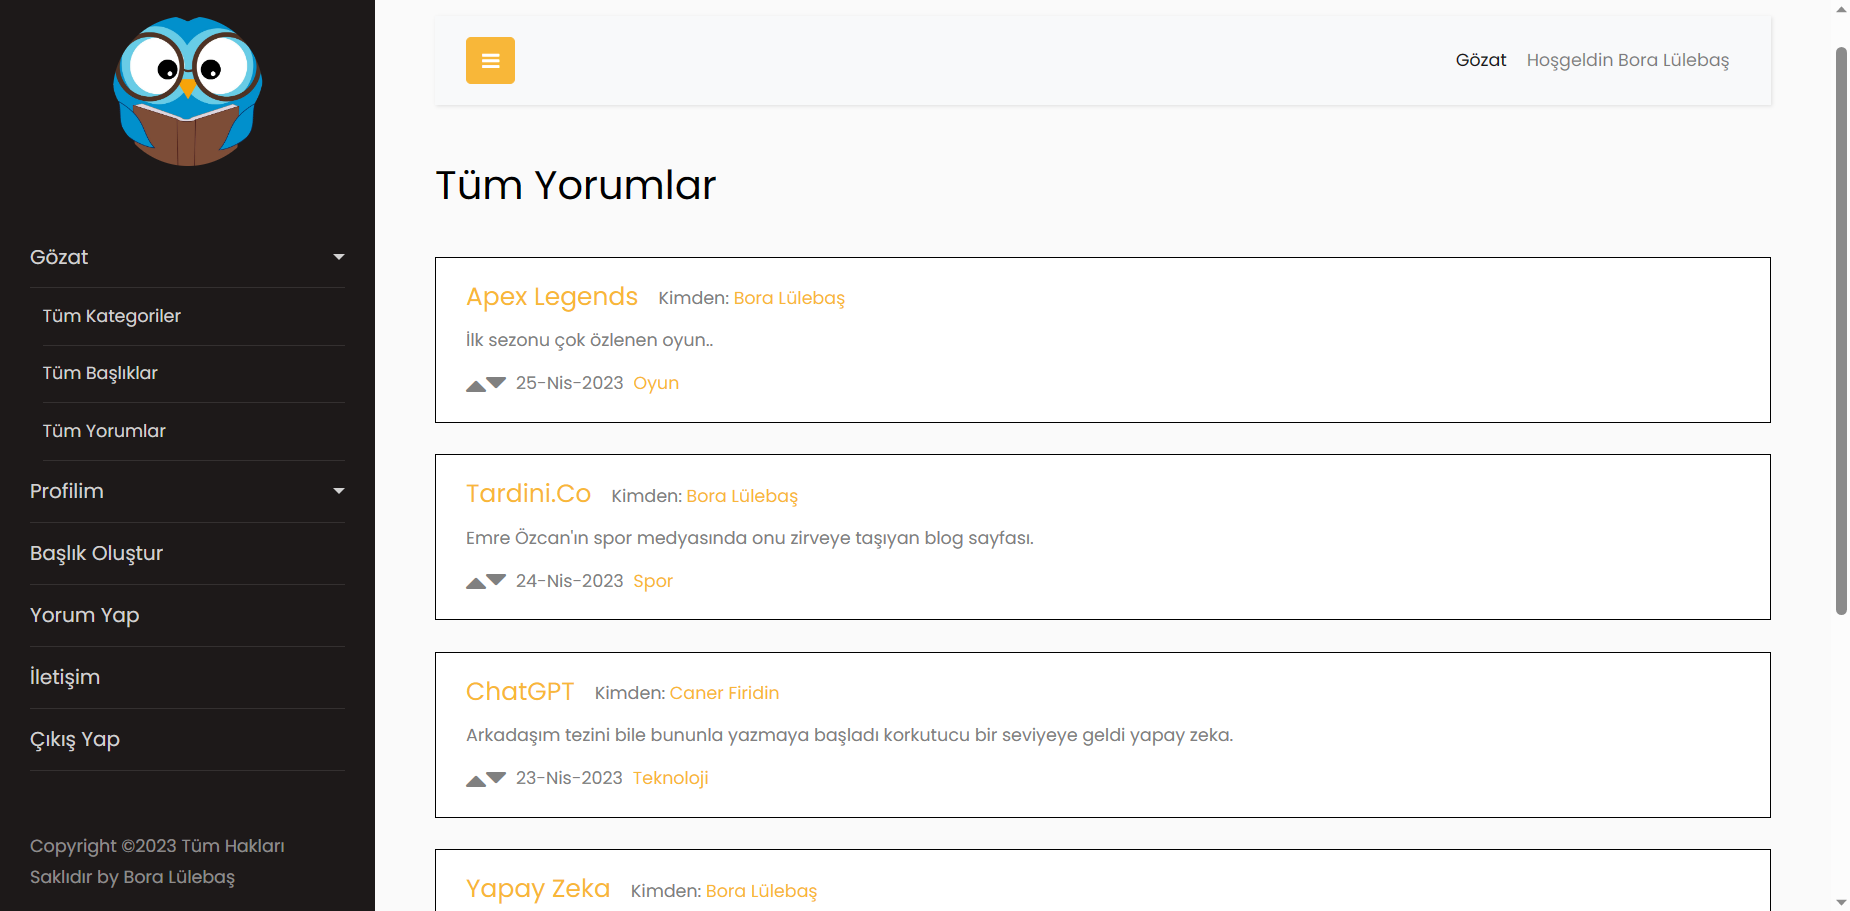 Gözat
Tüm Kategoriler
Tüm Başlıklar
Tüm Yorumlar
Profilim
Başlık Oluştur
Yorum Yap
İletişim
Çıkış Yap
Copyright ©2023 Tüm Hakları
Saklıdır by Bora Lülebaş
Gözat Hoşgeldin Bora Lülebaş
Tüm Yorumlar
Apex Legends Kimden: Bora Lülebaş
İlk sezonu çok özlenen oyun..
25-Nis-2023 Oyun
Tardini.Co Kimden: Bora Lülebaş
Emre Özcan'ın spor medyasında onu zirveye taşıyan blog sayfası.
24-Nis-2023 Spor
ChatGPT Kimden: Caner Firidin
Arkadaşım tezini bile bununla yazmaya başladı korkutucu bir seviyeye geldi yapay zeka.
23-Nis-2023 Teknoloji
Yapay Zeka Kimden: Bora Lülebaş